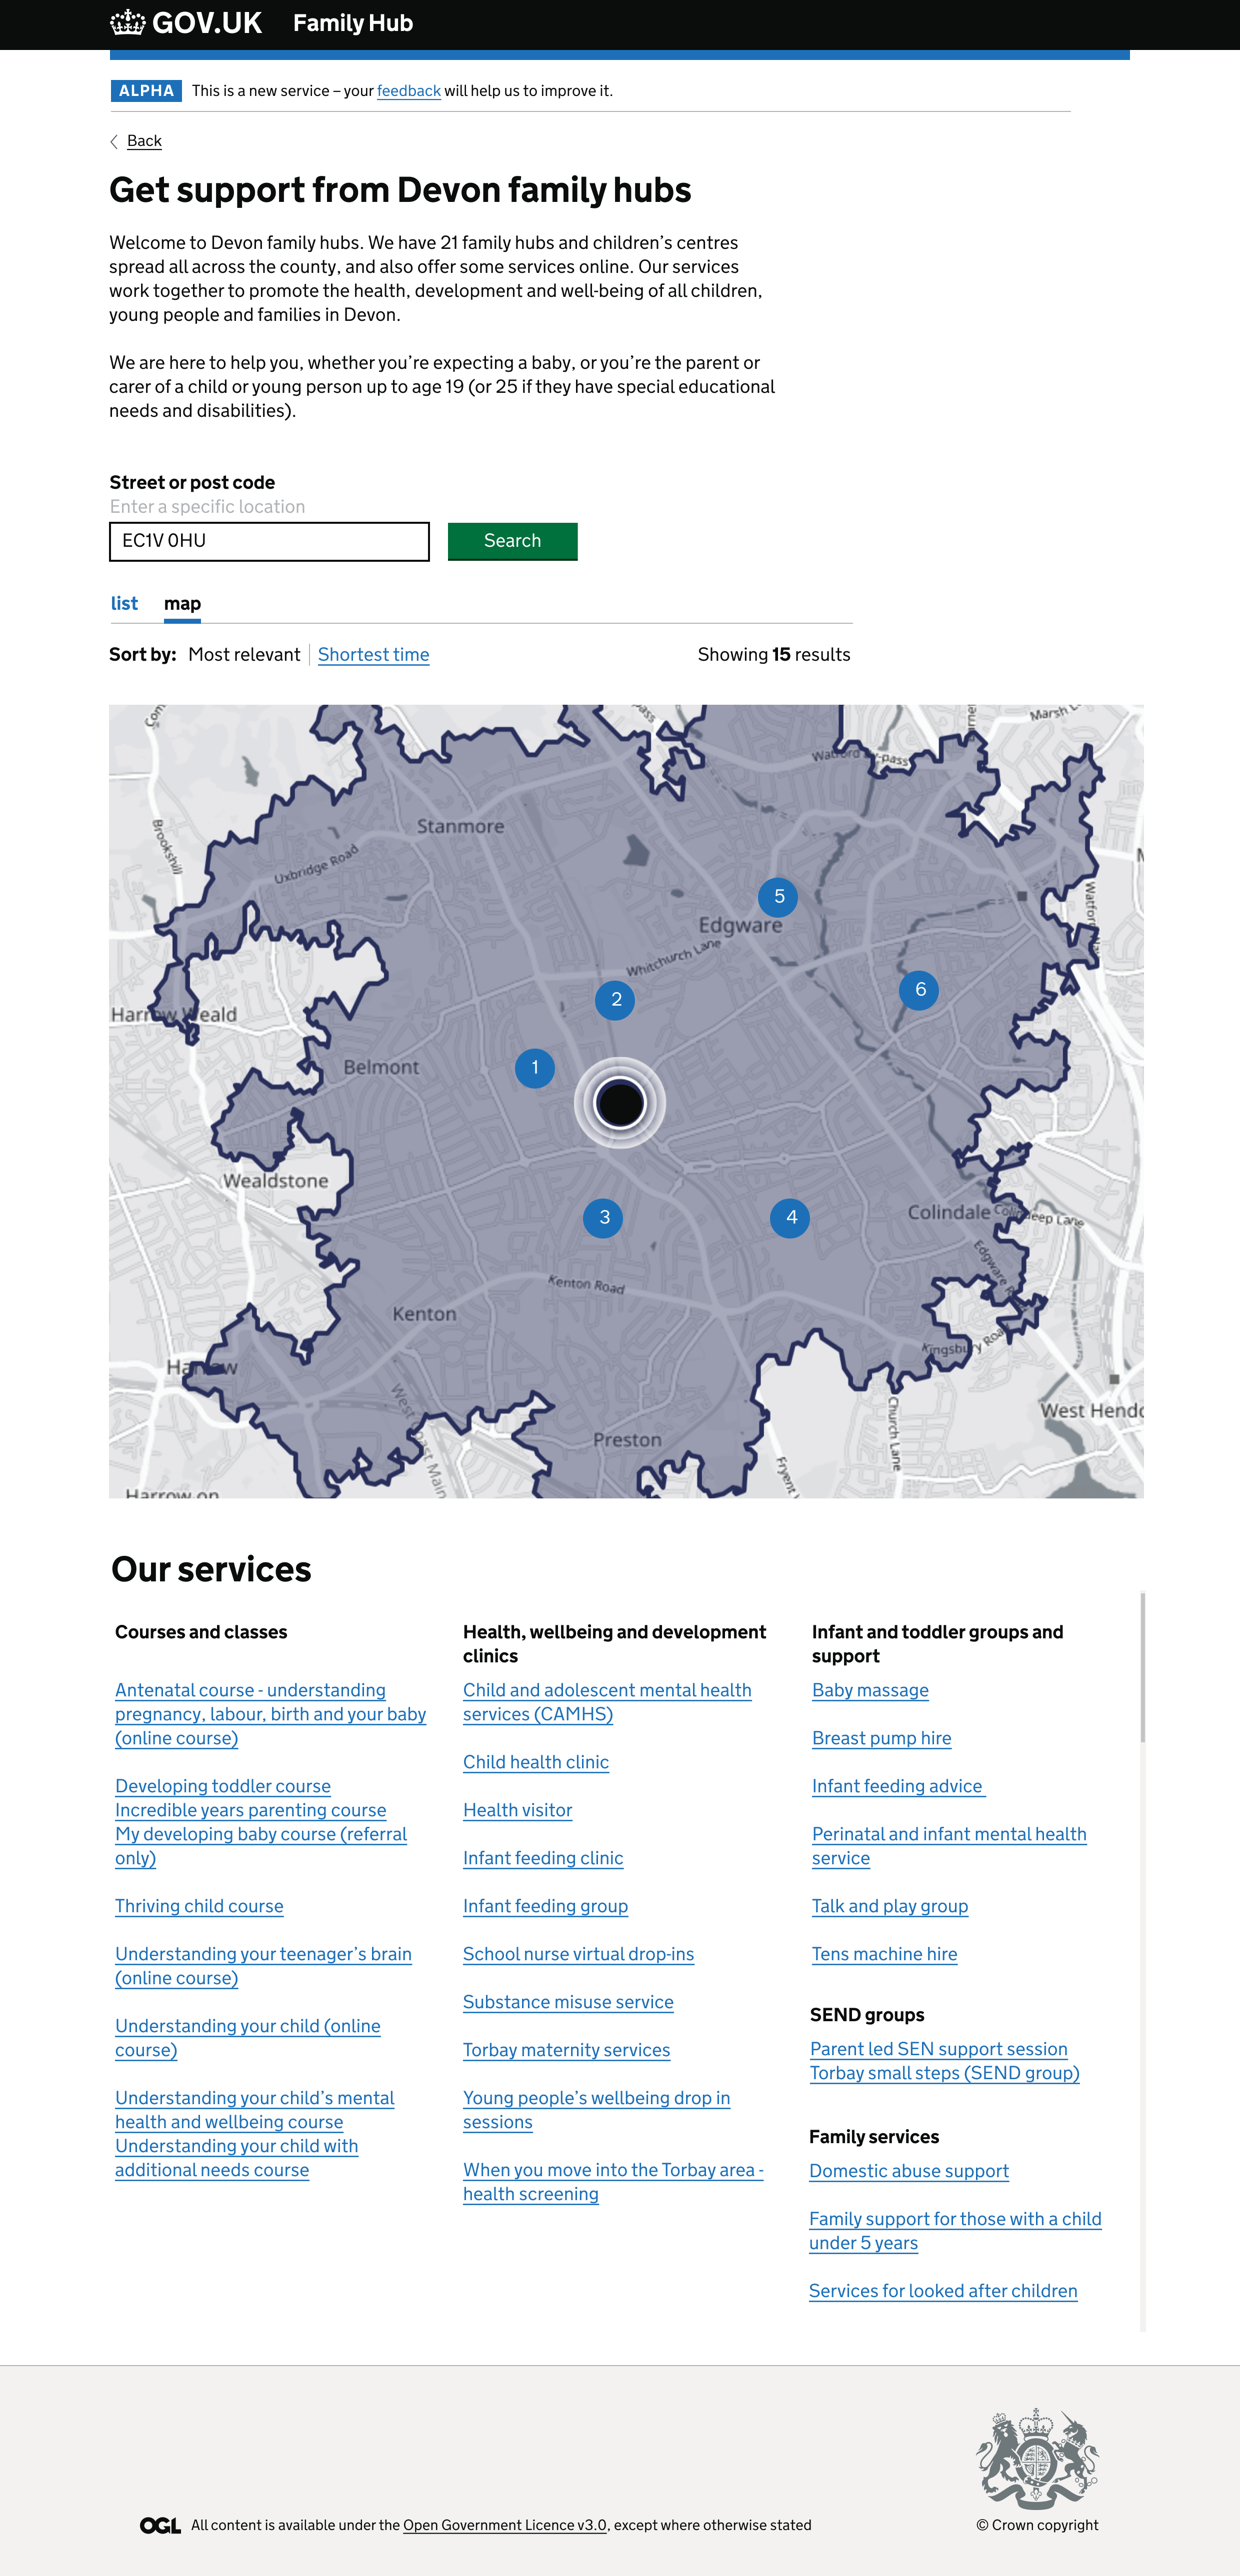 GOV.UK Family Hub
ALPHA This is a new service – your feedback will help us to improve it.
Back
Get support from Devon family hubs
Welcome to Devon family hubs. We have 21 family hubs and children’s centres
spread all across the county, and also offer some services online. Our services
work together to promote the health, development and well-being of all children,
young people and families in Devon.
We are here to help you, whether you’re expecting a baby, or you’re the parent or
carer of a child or young person up to age 19 (or 25 if they have special educational
needs and disabilities).
Street or post code
Enter a specific location
EC1V 0HU Search
list map
Sort by: Most relevant Shortest time Showing 15 results
Marsh
Watford
Brookshill
Stanmore
Uxbridge Road
5
Edgware
Whitchurch Lane
6
2
Harrow Weald
Belmont
1
Wealdstone
3
4
Colindale
Kenton Road
Kenton
Kingsbury Road
Harrow
West Coast Main
Church Lane
Preston
Harrow on
Our services
Courses and classes
Antenatal course - understanding
pregnancy, labour, birth and your baby
(online course)
Developing toddler course
Incredible years parenting course
My developing baby course (referral
only)
Thriving child course
Understanding your teenager’s brain
(online course)
Understanding your child (online
course)
Understanding your child’s mental
health and wellbeing course
Understanding your child with
additional needs course
Health, wellbeing and development
clinics
Child and adolescent mental health
services (CAMHS)
Child health clinic
Health visitor
Infant feeding clinic
Infant feeding group
School nurse virtual drop-ins
Substance misuse service
Torbay maternity services
Young people’s wellbeing drop in
sessions
When you move into the Torbay area -
health screening
Infant and toddler groups and
support
Baby massage
Breast pump hire
Infant feeding advice
Perinatal and infant mental health
service
Talk and play group
Tens machine hire
SEND groups
Parent led SEN support session
Torbay small steps (SEND group)
Family services
Domestic abuse support
Family support for those with a child
under 5 years
Services for looked after children
OGL All content is available under the Open Government Licence v3.0, except where otherwise stated
© Crown copyright